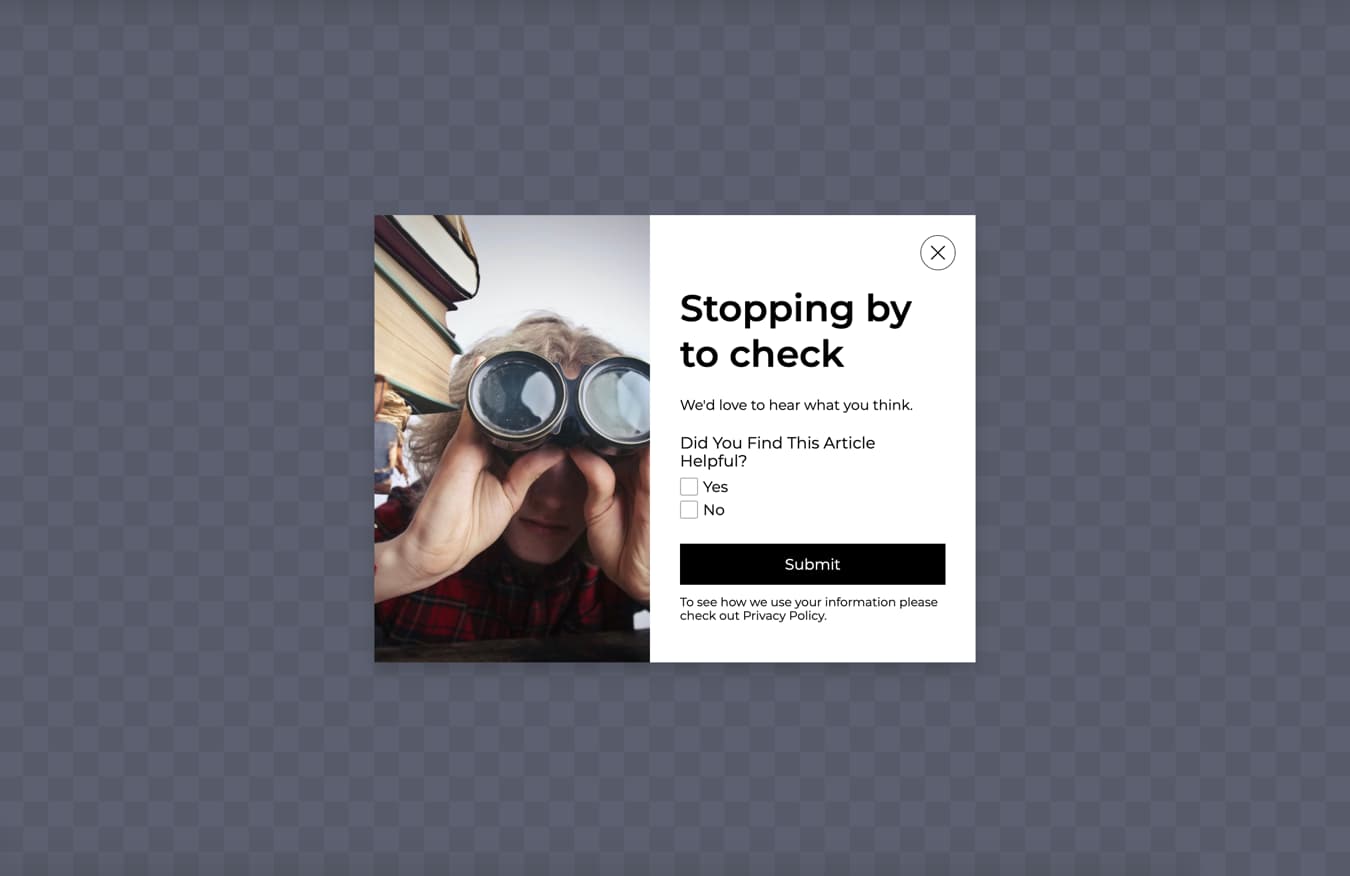 Stopping by
to check
We'd love to hear what you think.
Did You Find This Article
Helpful?
Yes
No
Submit
To see how we use your information please
check out Privacy Policy.